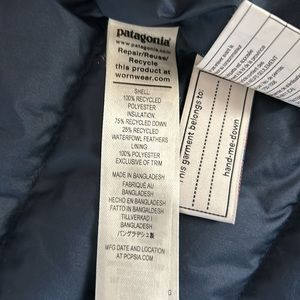 patagonia
www.patagonia.com
Repair/Reuse/
Recycle
this product at
wornwear.com
SHELL
100% RECYCLED
POLYESTER
INSULATION
75% RECYCLED DOWN
25% RECYCLED
WATERFOWL FEATHERS
LINING
100% POLYESTER
EXCLUSIVE OF TRIM
MADE IN BANGLADESH
FABRIQUÉ AU
BANGLADESH
HECHO EN BANGLADESH
FATTO IN BANGALDESH
TILLVERKAD I
BANGLADESH
バングラデシュ製
MFG DATE AND LOCATION
AT PCPSIA.COM
This garment belongs to:
hand-me-down